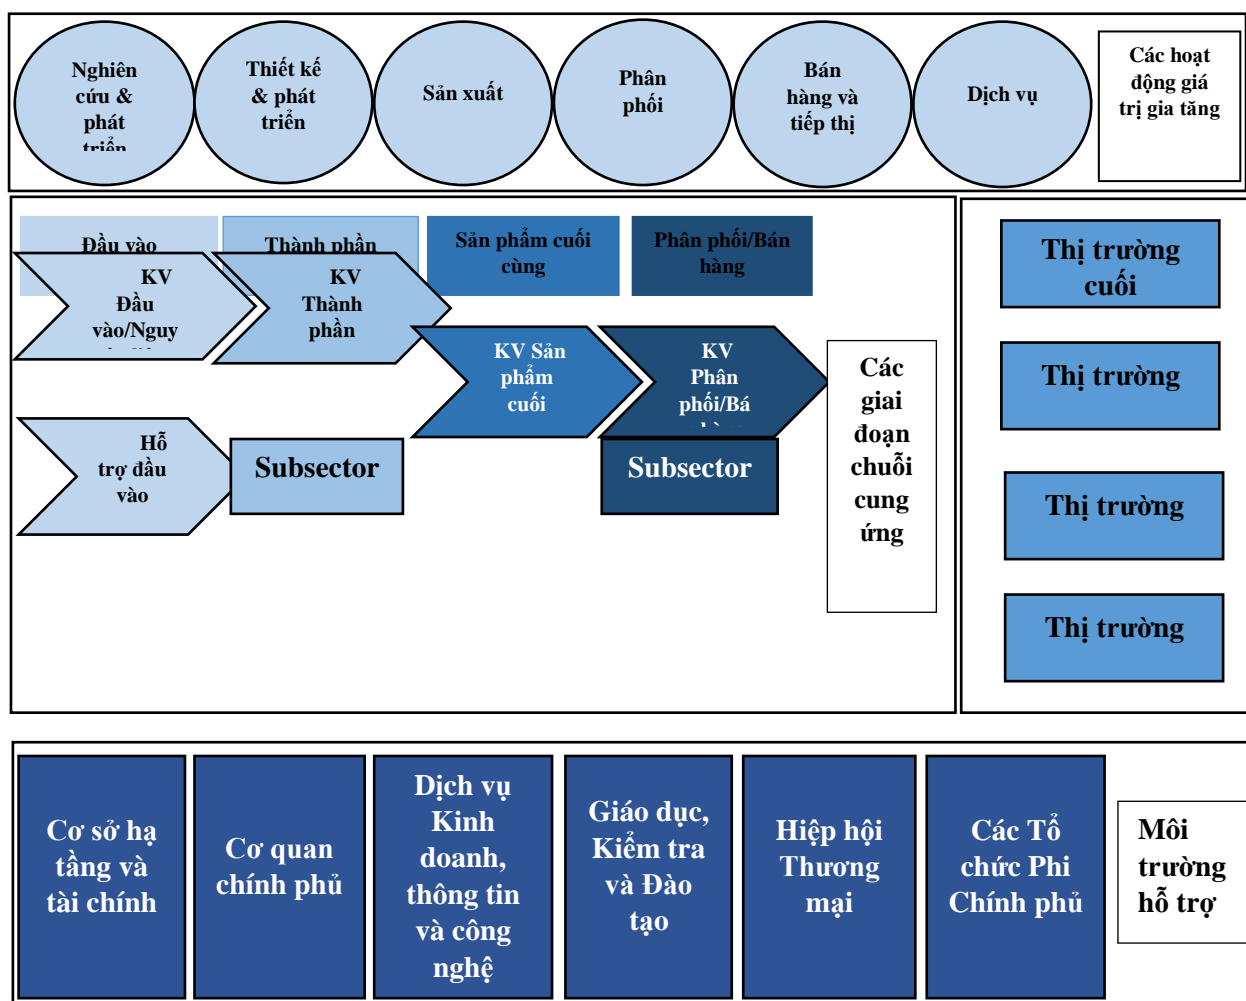 Nghiên
cứu &
phát
triển
Thiết kế
& phát
triển
Sản xuất
Phân
phối
Bán
hàng và
tiếp thị
Dịch vụ
Các hoạt
động giá
trị gia tăng
Đầu vào
Thành phần
Sản phẩm cuối
cùng
Phân phối/Bán
hàng
KV
Đầu
vào/Nguy
KV
Thành
phần
KV Sản
phẩm
cuối
KV
Phân
phối/Bá
Hỗ
trợ đầu
vào
Subsector
Subsector
Các
giai
đoạn
chuỗi
cung
ứng
Thị trường
cuối
Thị trường
Thị trường
Thị trường
Cơ sở hạ
tầng và
tài chính
Cơ quan
chính phủ
Dịch vụ
Kinh
doanh,
thông tin
và công
nghệ
Giáo dục,
Kiểm tra
và Đào
tạo
Hiệp hội
Thương
mại
Các Tổ
chức Phi
Chính phủ
Môi
trường
hỗ trợ